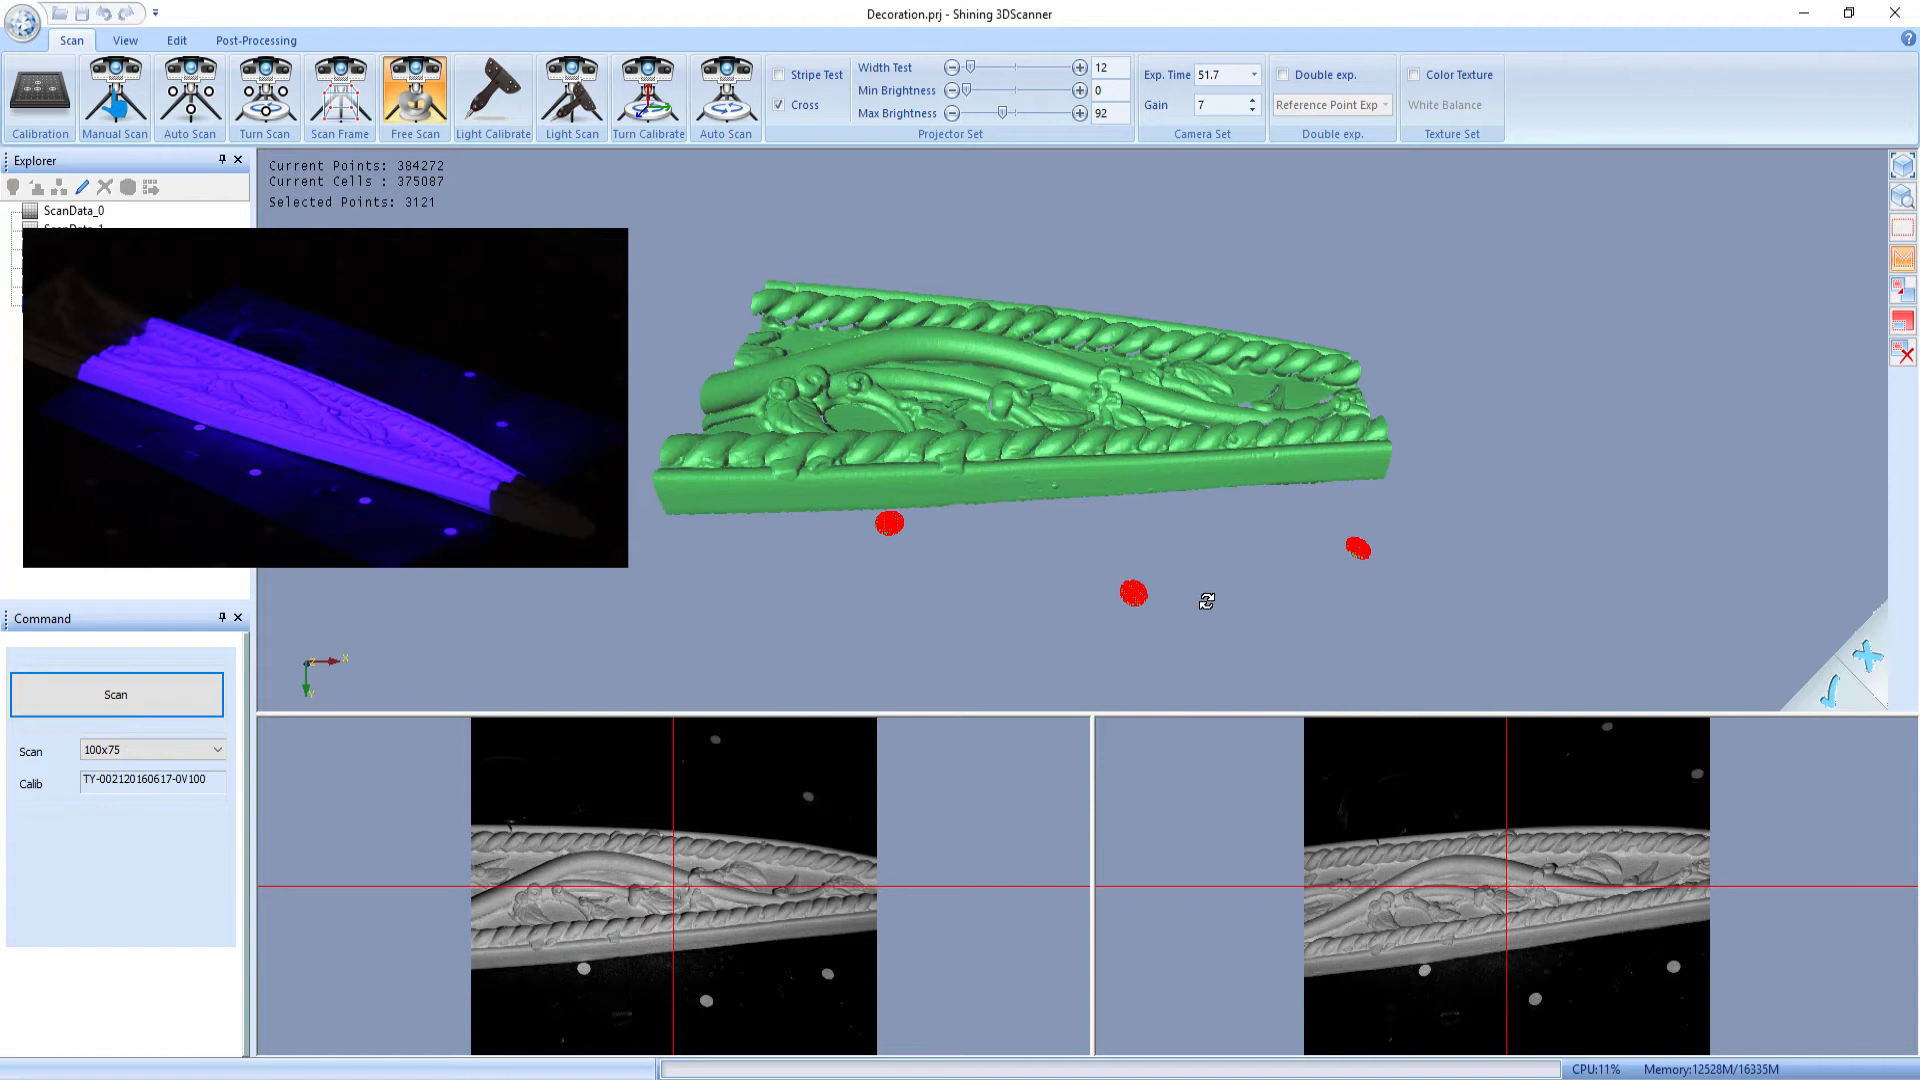 Decoration.prj - Shining 3DScanner
Scan View Edit Post-Processing
Calibration Manual Scan Auto Scan Turn Scan Scan Frame Free Scan Light Calibrate Light Scan Turn Calibrate Auto Scan
Stripe Test
Cross
Width Test 12
Min Brightness 0
Max Brightness 92
Projector Set
Exp. Time 51.7
Gain 7
Camera Set
Double exp.
Reference Point Exp
Double exp.
Color Texture
White Balance
Texture Set
Explorer
ScanData_0
Current Points: 384272
Current Cells : 375087
Selected Points: 3121
X
Y
Z
Command
Scan
Scan 100x75
Calib TY-002120160617-0V100
CPU:11% Memory:12528M/16335M